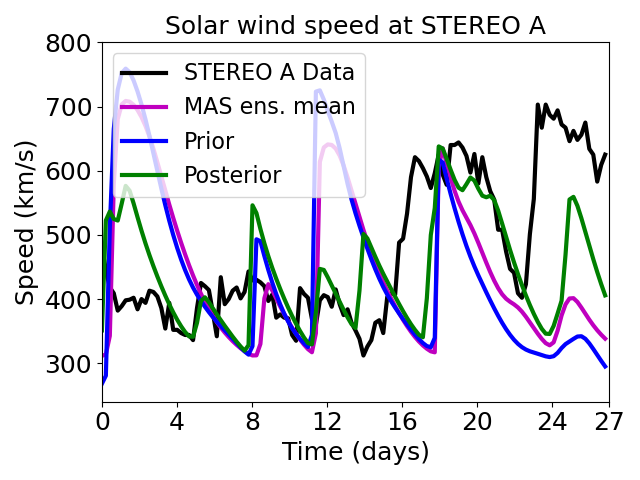 Solar wind speed at STEREO A
800
700
600
500
400
300
Speed (km/s)
STEREO A Data
MAS ens. mean
Prior
Posterior
0 4 8 12 16 20 24 27
Time (days)